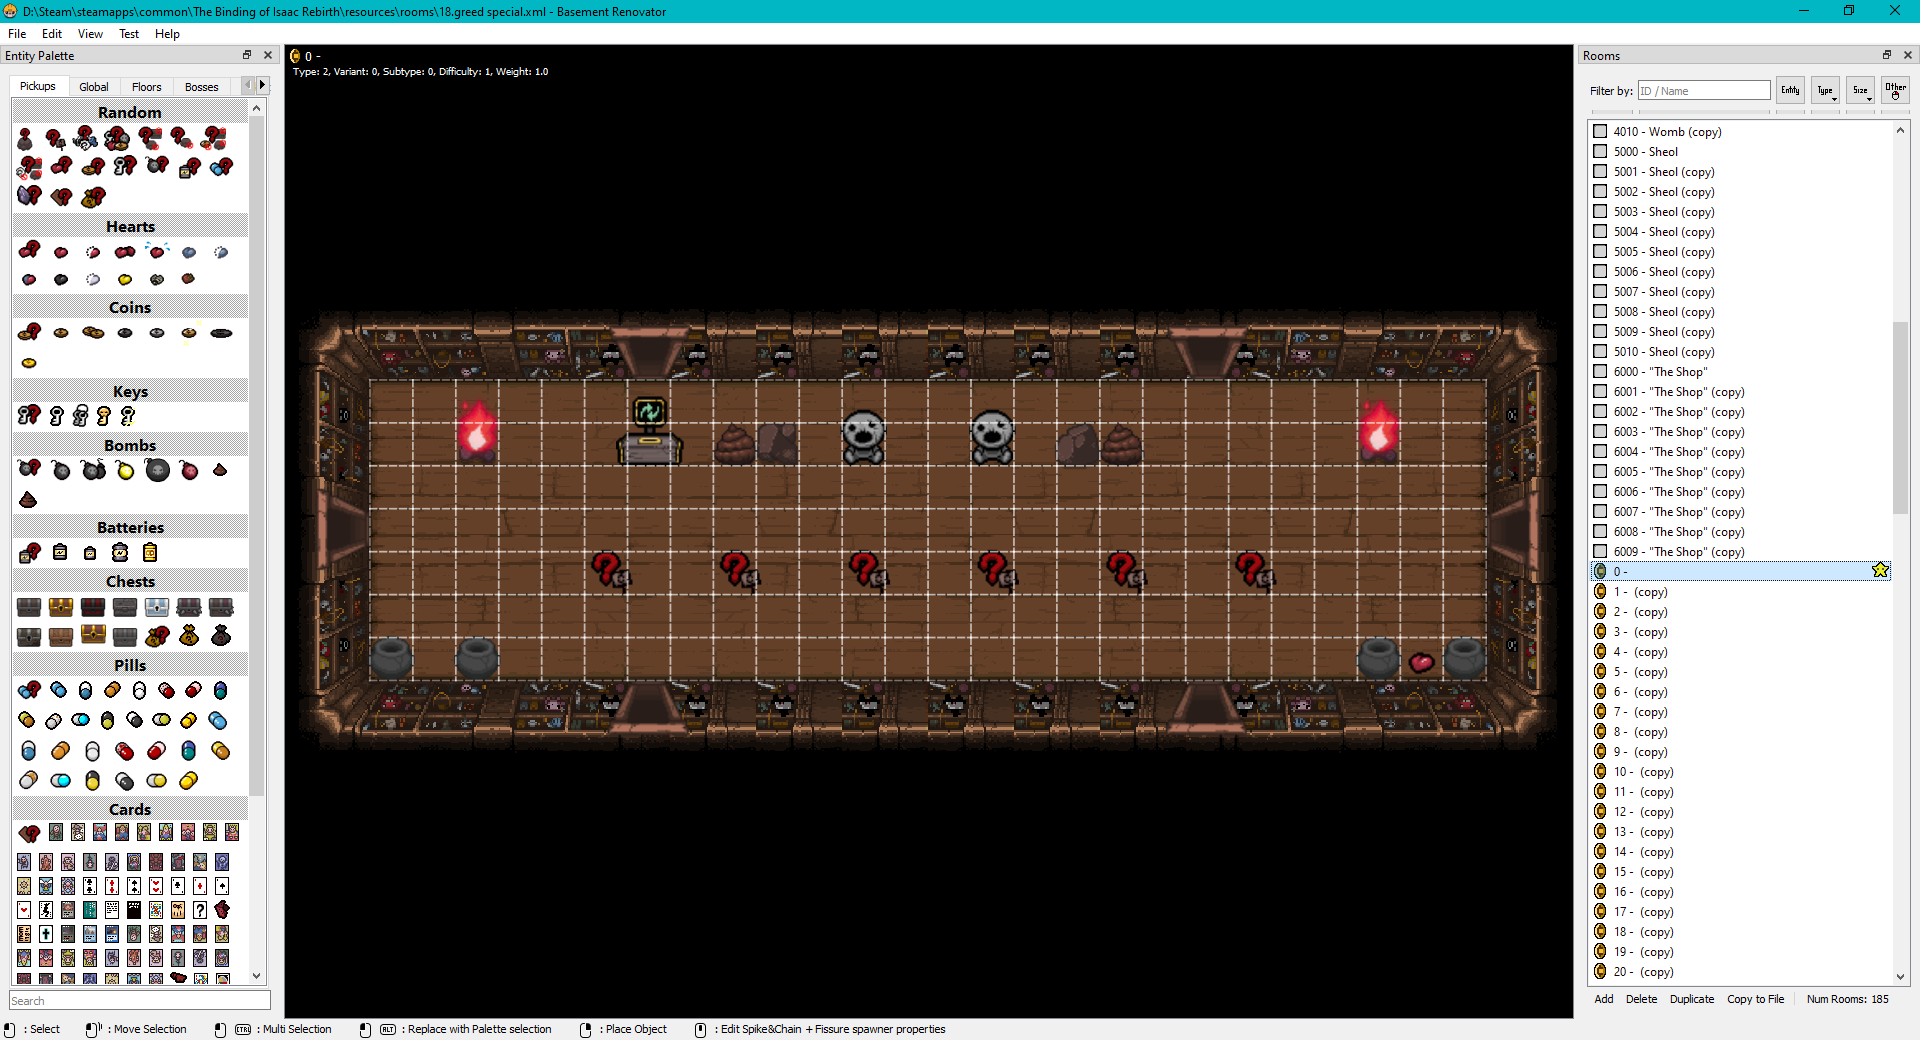 D:\Steam\steamapps\common\The Binding of Isaac Rebirth\resources\rooms\18.greed special.xml - Basement Renovator
File Edit View Test Help
Entity Palette
Pickups Global Floors Bosses
Random
Hearts
Coins
Keys
Bombs
Batteries
Chests
Pills
Cards
Search
0 -
Type: 2, Variant: 0, Subtype: 0, Difficulty: 1, Weight: 1.0
Rooms
Filter by: ID / Name Entity Type Size Other
4010 - Womb (copy)
5000 - Sheol
5001 - Sheol (copy)
5002 - Sheol (copy)
5003 - Sheol (copy)
5004 - Sheol (copy)
5005 - Sheol (copy)
5006 - Sheol (copy)
5007 - Sheol (copy)
5008 - Sheol (copy)
5009 - Sheol (copy)
5010 - Sheol (copy)
6000 - "The Shop"
6001 - "The Shop" (copy)
6002 - "The Shop" (copy)
6003 - "The Shop" (copy)
6004 - "The Shop" (copy)
6005 - "The Shop" (copy)
6006 - "The Shop" (copy)
6007 - "The Shop" (copy)
6008 - "The Shop" (copy)
6009 - "The Shop" (copy)
0 -
1 - (copy)
2 - (copy)
3 - (copy)
4 - (copy)
5 - (copy)
6 - (copy)
7 - (copy)
8 - (copy)
9 - (copy)
10 - (copy)
11 - (copy)
12 - (copy)
13 - (copy)
14 - (copy)
15 - (copy)
16 - (copy)
17 - (copy)
18 - (copy)
19 - (copy)
20 - (copy)
Add Delete Duplicate Copy to File Num Rooms: 185
: Select : Move Selection CTRL : Multi Selection ALT : Replace with Palette selection : Place Object : Edit Spike&Chain + Fissure spawner properties